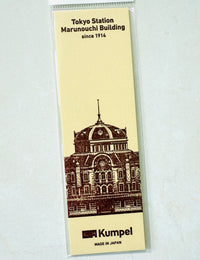 Tokyo Station
Marunouchi Building
since 1914
Kumpel
MADE IN JAPAN